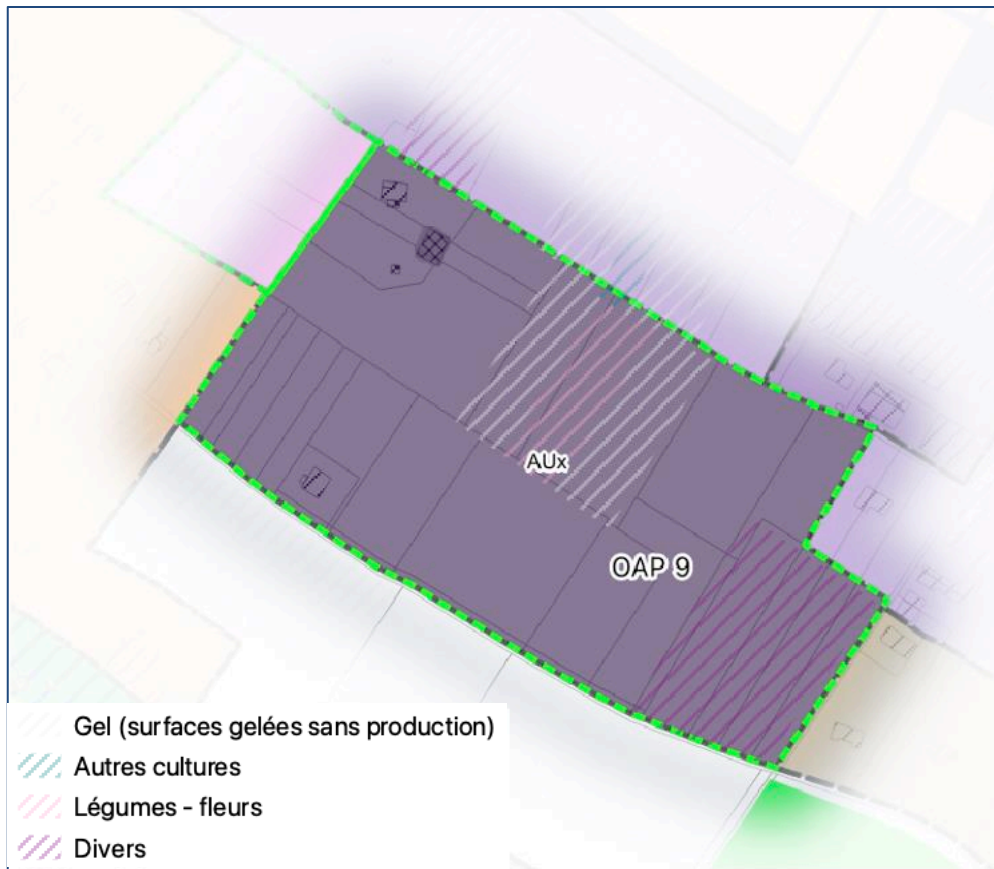 AUx
OAP 9
Gel (surfaces gelées sans production)
Autres cultures
Légumes - fleurs
Divers